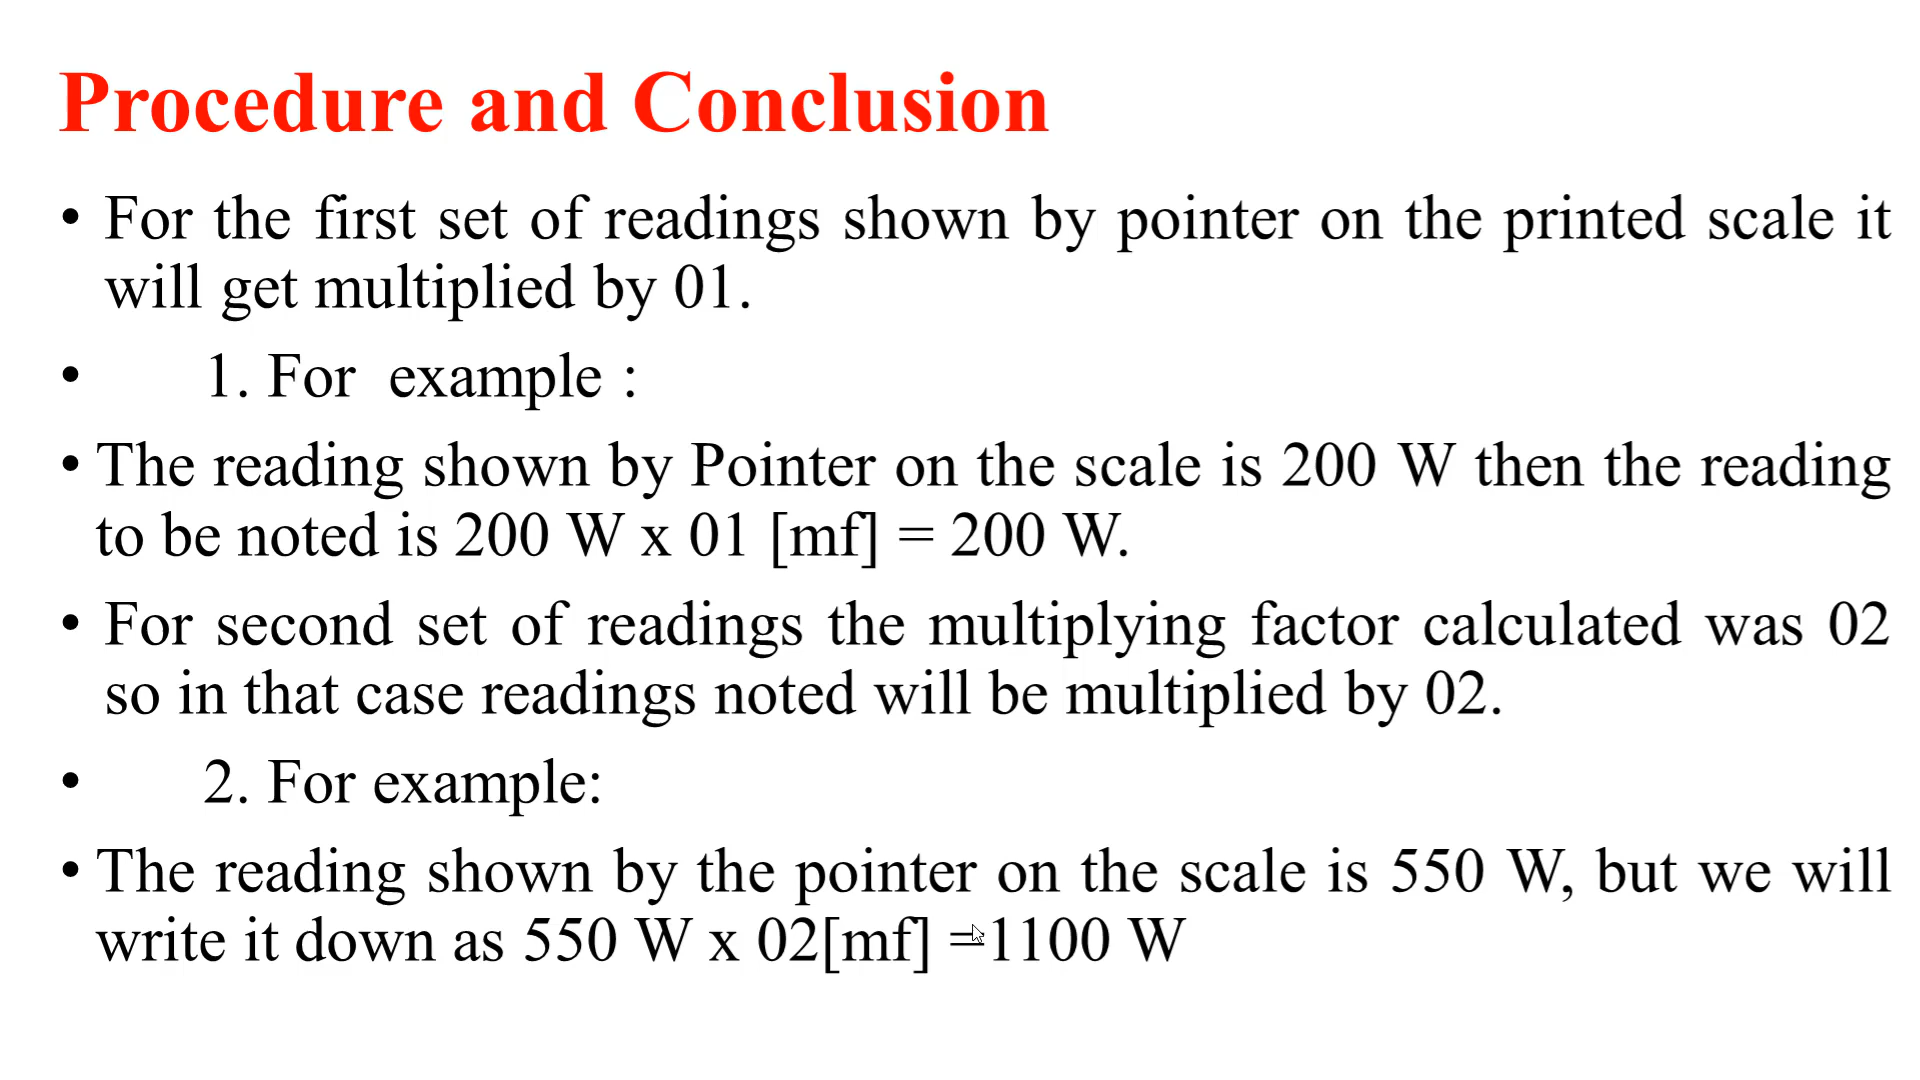 Procedure and Conclusion
• For the first set of readings shown by pointer on the printed scale it
will get multiplied by 01.
• 1. For example :
• The reading shown by Pointer on the scale is 200 W then the reading
to be noted is 200 W x 01 [mf] = 200 W.
• For second set of readings the multiplying factor calculated was 02
so in that case readings noted will be multiplied by 02.
• 2. For example:
• The reading shown by the pointer on the scale is 550 W, but we will
write it down as 550 W x 02[mf] =1100 W